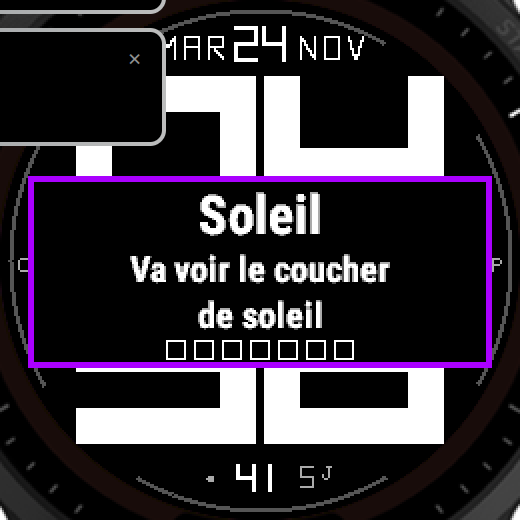 MAR 24 NOV
Soleil
Va voir le coucher
de soleil
□□□□□□□
41 5J